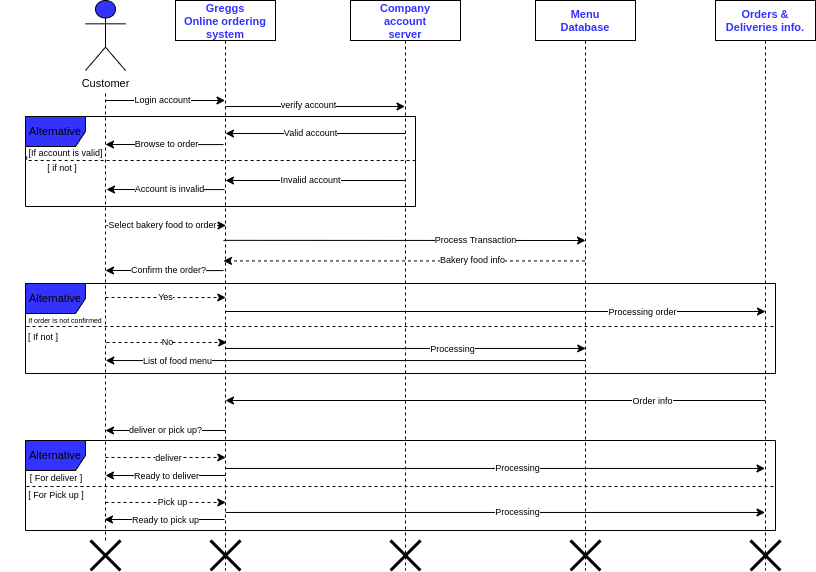 Greggs
Online ordering
system
Company
account
server
Menu
Database
Orders &
Deliveries info.
Customer
Login account
verify account
Alternative
Valid account
Browse to order
[If account is valid]
[ if not ]
Invalid account
Account is invalid
Select bakery food to order
Process Transaction
Bakery food info
Confirm the order?
Alternative
Yes
Processing order
If order is not confirmed
[ If not ]
No
Processing
List of food menu
Order info
deliver or pick up?
Alternative
deliver
Processing
Ready to deliver
[ For deliver ]
[ For Pick up ]
Pick up
Processing
Ready to pick up